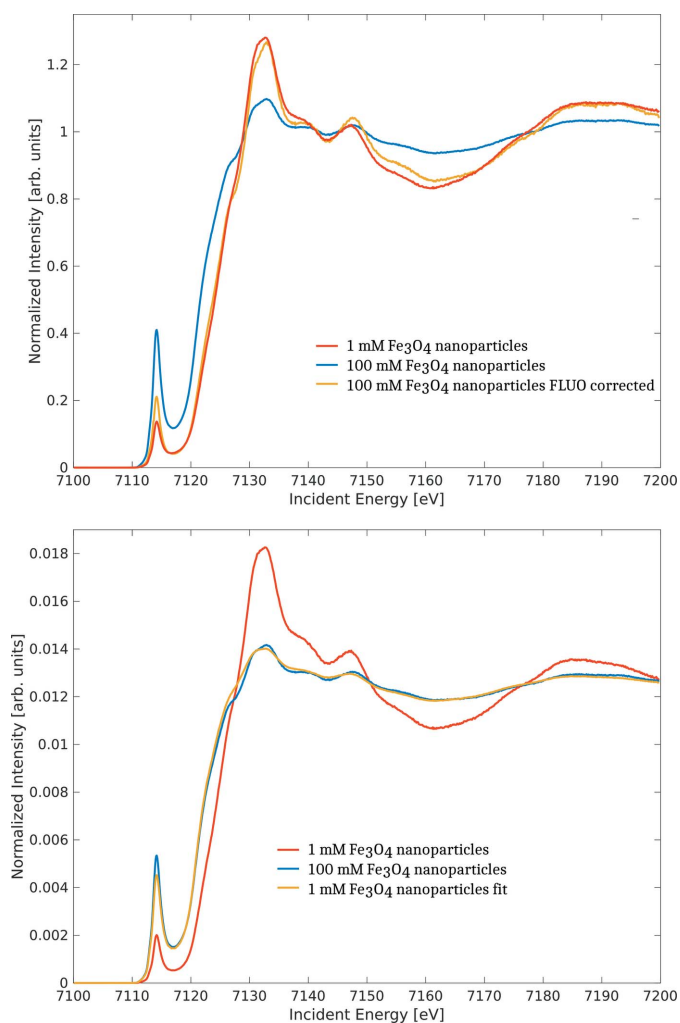 Normalized Intensity [arb. units]
1.2
1
0.8
0.6
0.4
0.2
0
1 mM Fe3O4 nanoparticles
100 mM Fe3O4 nanoparticles
100 mM Fe3O4 nanoparticles FLUO corrected
7100 7110 7120 7130 7140 7150 7160 7170 7180 7190 7200
Incident Energy [eV]
Normalized Intensity [arb. units]
0.018
0.016
0.014
0.012
0.01
0.008
0.006
0.004
0.002
0
1 mM Fe3O4 nanoparticles
100 mM Fe3O4 nanoparticles
1 mM Fe3O4 nanoparticles fit
7100 7110 7120 7130 7140 7150 7160 7170 7180 7190 7200
Incident Energy [eV]